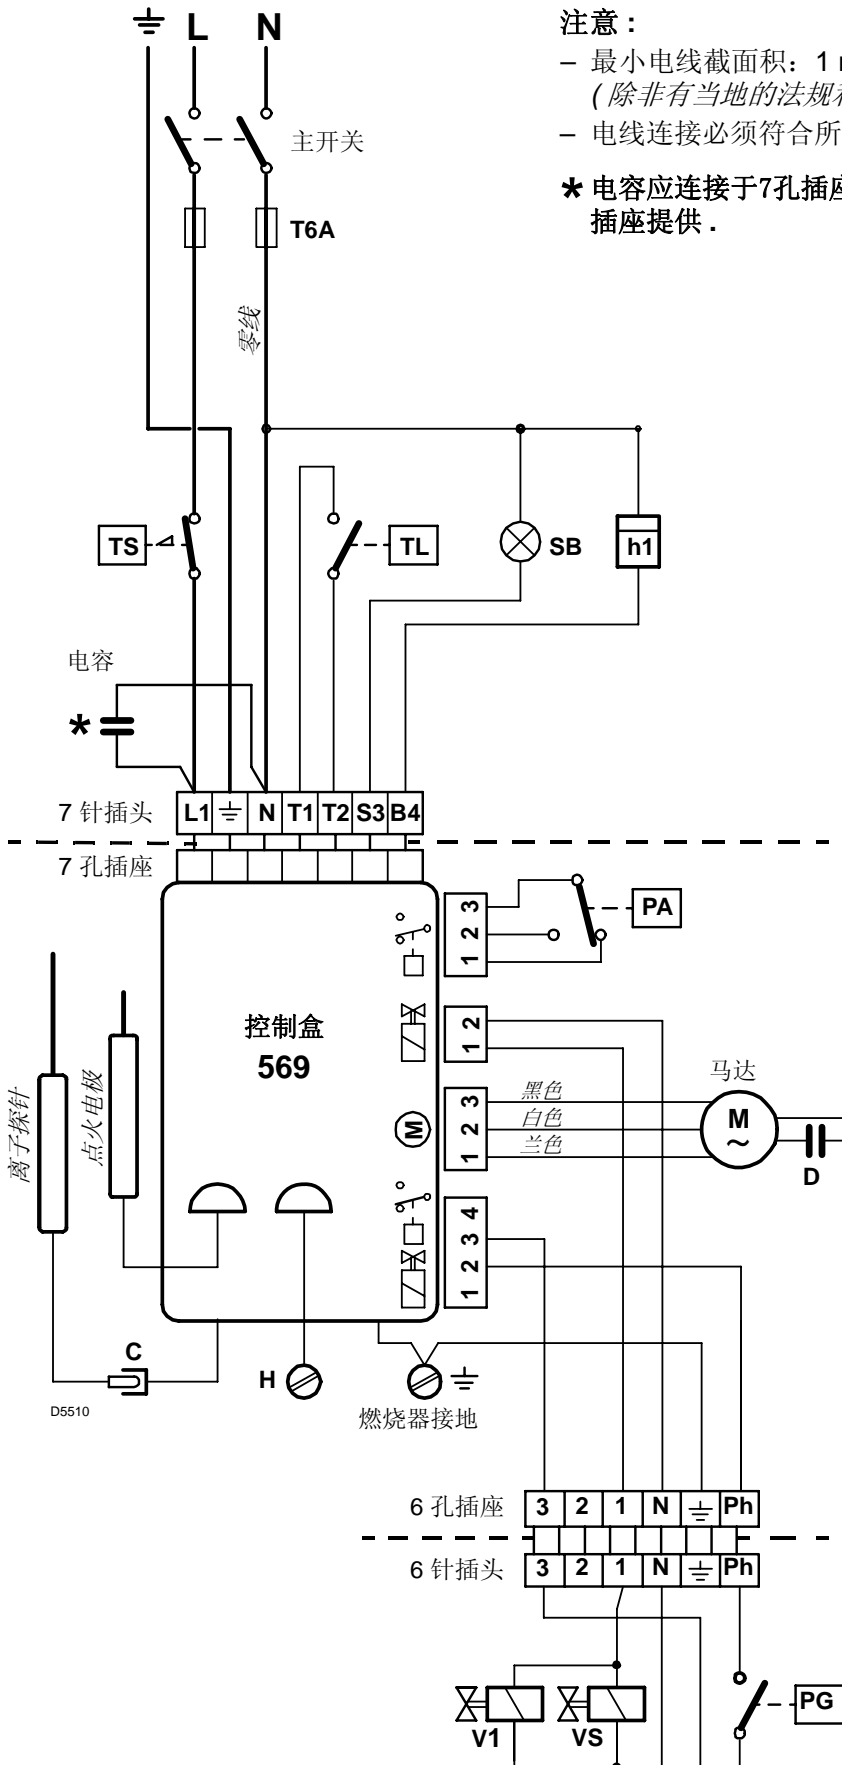 L N
注意 :
– 最小电线截面积: 1
( 除非有当地的法规
– 电线连接必须符合所
* 电容应连接于7孔插座
插座提供 .
主开关
T6A
零线
TS
TL
SB
h1
电容
*
7 针插头 L1 N T1 T2 S3 B4
7 孔插座
3
2
1
PA
控制盒
569
2
1
马达
3 黑色
2 白色
1 兰色
M
M
~
D
离子探针
点火电极
4
3
2
1
C
H
D5510
燃烧器接地
6 孔插座 3 2 1 N Ph
6 针插头 3 2 1 N Ph
V1
VS
PG